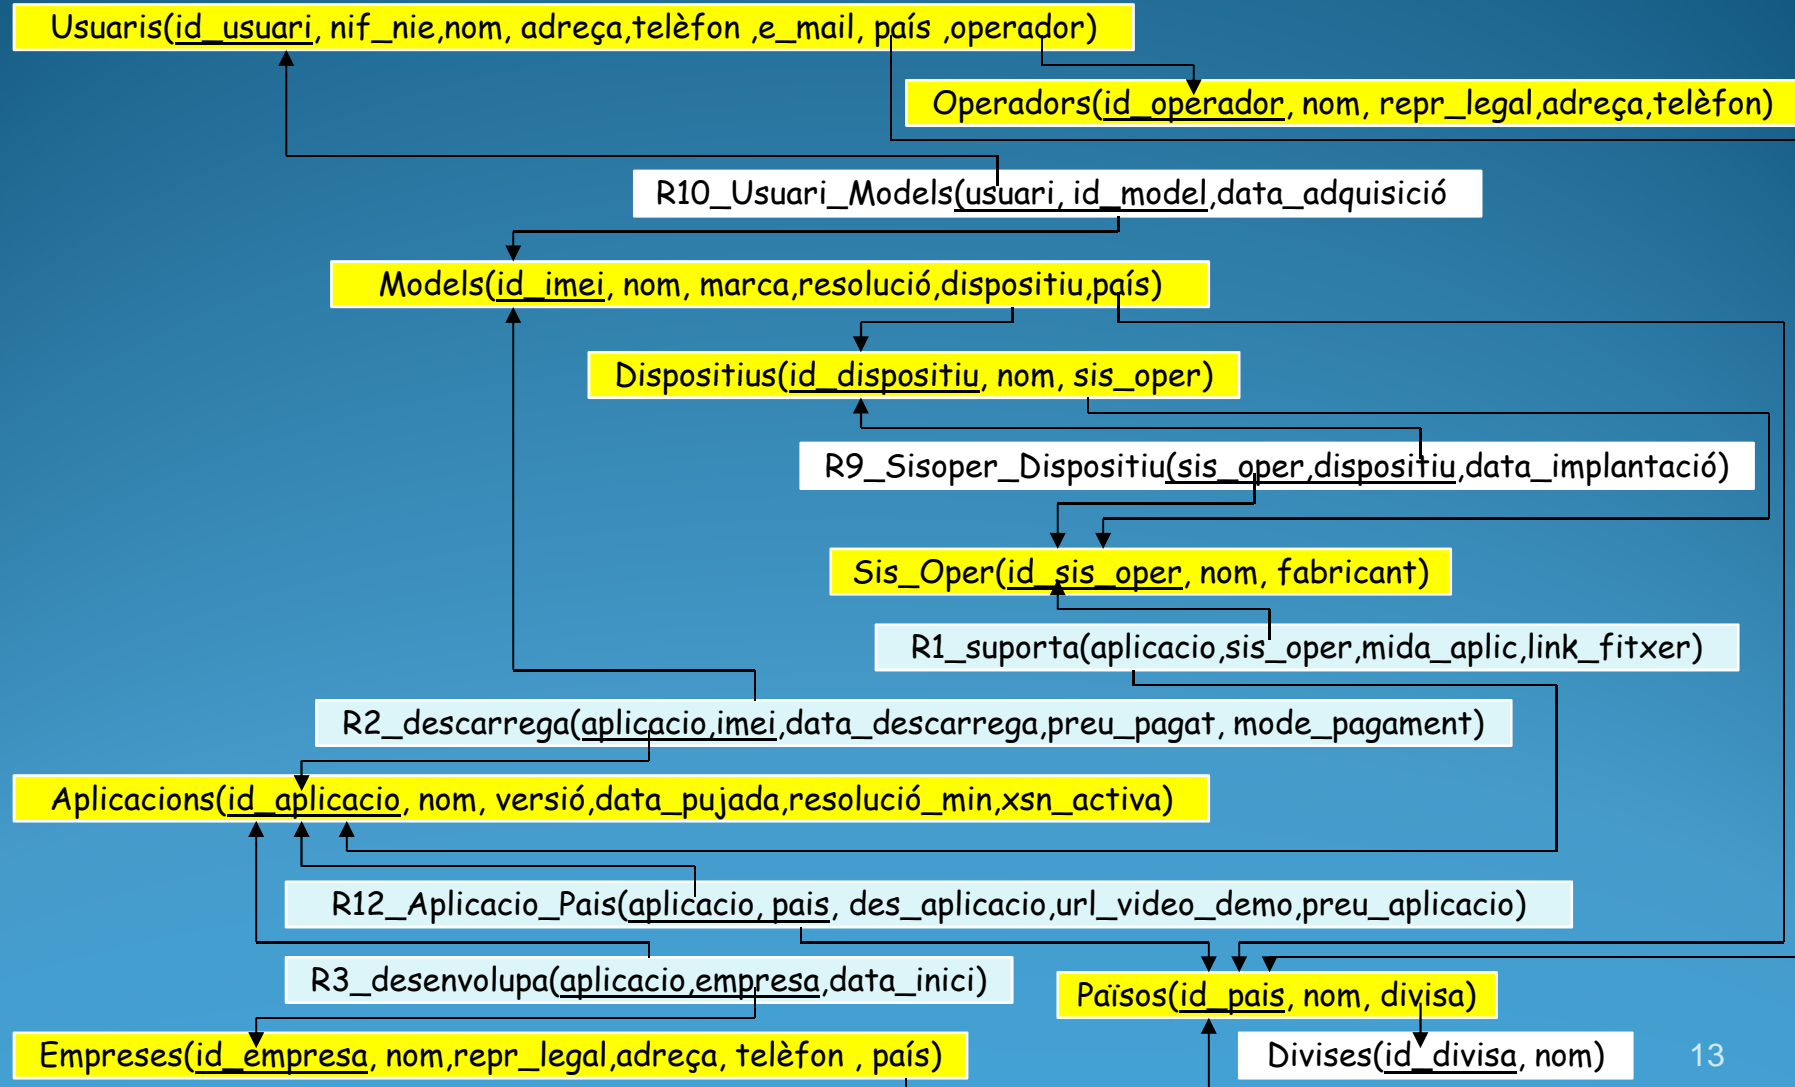 Usuaris(id_usuari, nif_nie,nom, adreça,telèfon ,e_mail, país ,operador)
Operadors(id_operador, nom, repr_legal,adreça,telèfon)
R10_Usuari_Models(usuari, id_model,data_adquisició
Models(id_imei, nom, marca,resolució,dispositiu,país)
Dispositius(id_dispositiu, nom, sis_oper)
R9_Sisoper_Dispositiu(sis_oper,dispositiu,data_implantació)
Sis_Oper(id_sis_oper, nom, fabricant)
R1_suporta(aplicacio,sis_oper,mida_aplic,link_fitxer)
R2_descarrega(aplicacio,imei,data_descarrega,preu_pagat, mode_pagament)
Aplicacions(id_aplicacio, nom, versió,data_pujada,resolució_min,xsn_activa)
R12_Aplicacio_Pais(aplicacio, pais, des_aplicacio,url_video_demo,preu_aplicacio)
R3_desenvolupa(aplicacio,empresa,data_inici)
Països(id_pais, nom, divisa)
Empreses(id_empresa, nom,repr_legal,adreça, telèfon , país)
Divises(id_divisa, nom)
13